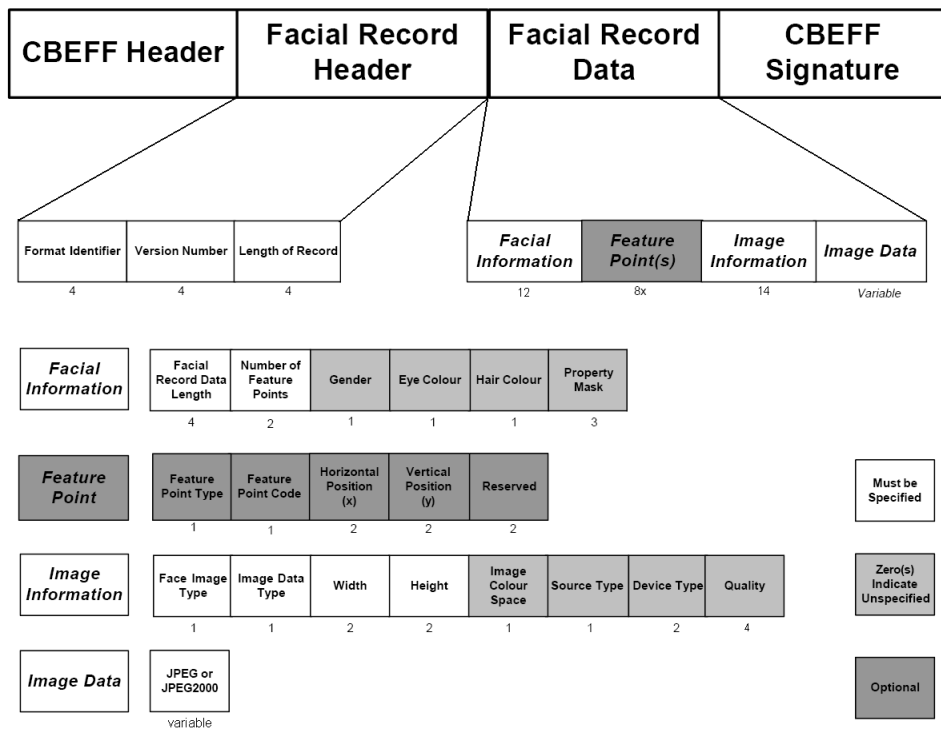 CBEFF Header
Facial Record
Header
Facial Record
Data
CBEFF
Signature
Format Identifier
Version Number
Length of Record
4
4
4
Facial
Information
Feature
Point(s)
Image
Information
Image Data
12
8x
14
Variable
Facial
Information
Facial
Record Data
Length
Number of
Feature
Points
Gender
Eye Colour
Hair Colour
Property
Mask
4
2
1
1
1
3
Feature
Point
Feature
Point Type
Feature
Point Code
Horizontal
Position
(x)
Vertical
Position
(y)
Reserved
1
1
2
2
2
Must be
Specified
Image
Information
Face Image
Type
Image Data
Type
Width
Height
Image
Colour
Space
Source Type
Device Type
Quality
1
1
2
2
1
1
2
4
Zero(s)
Indicate
Unspecified
Image Data
JPEG or
JPEG2000
variable
Optional